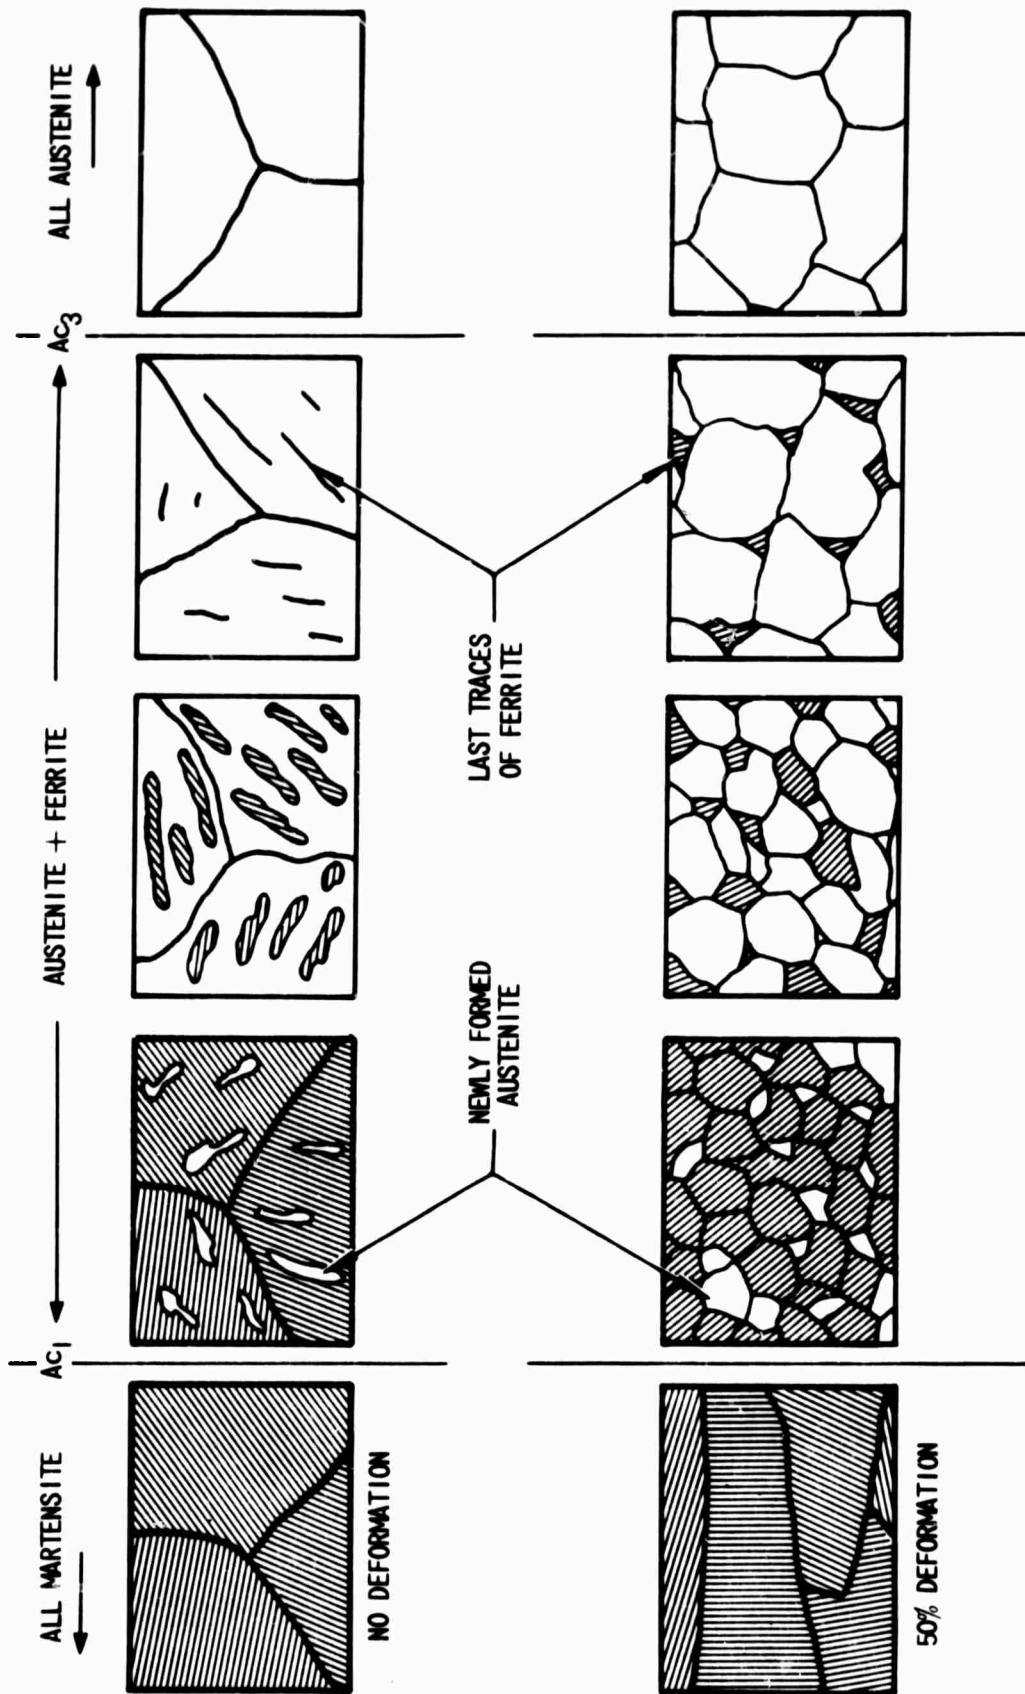 ALL MARTENSITE
Ac1
AUSTENITE + FERRITE
Ac3
ALL AUSTENITE
NO DEFORMATION
NEWLY FORMED
AUSTENITE
LAST TRACES
OF FERRITE
50% DEFORMATION